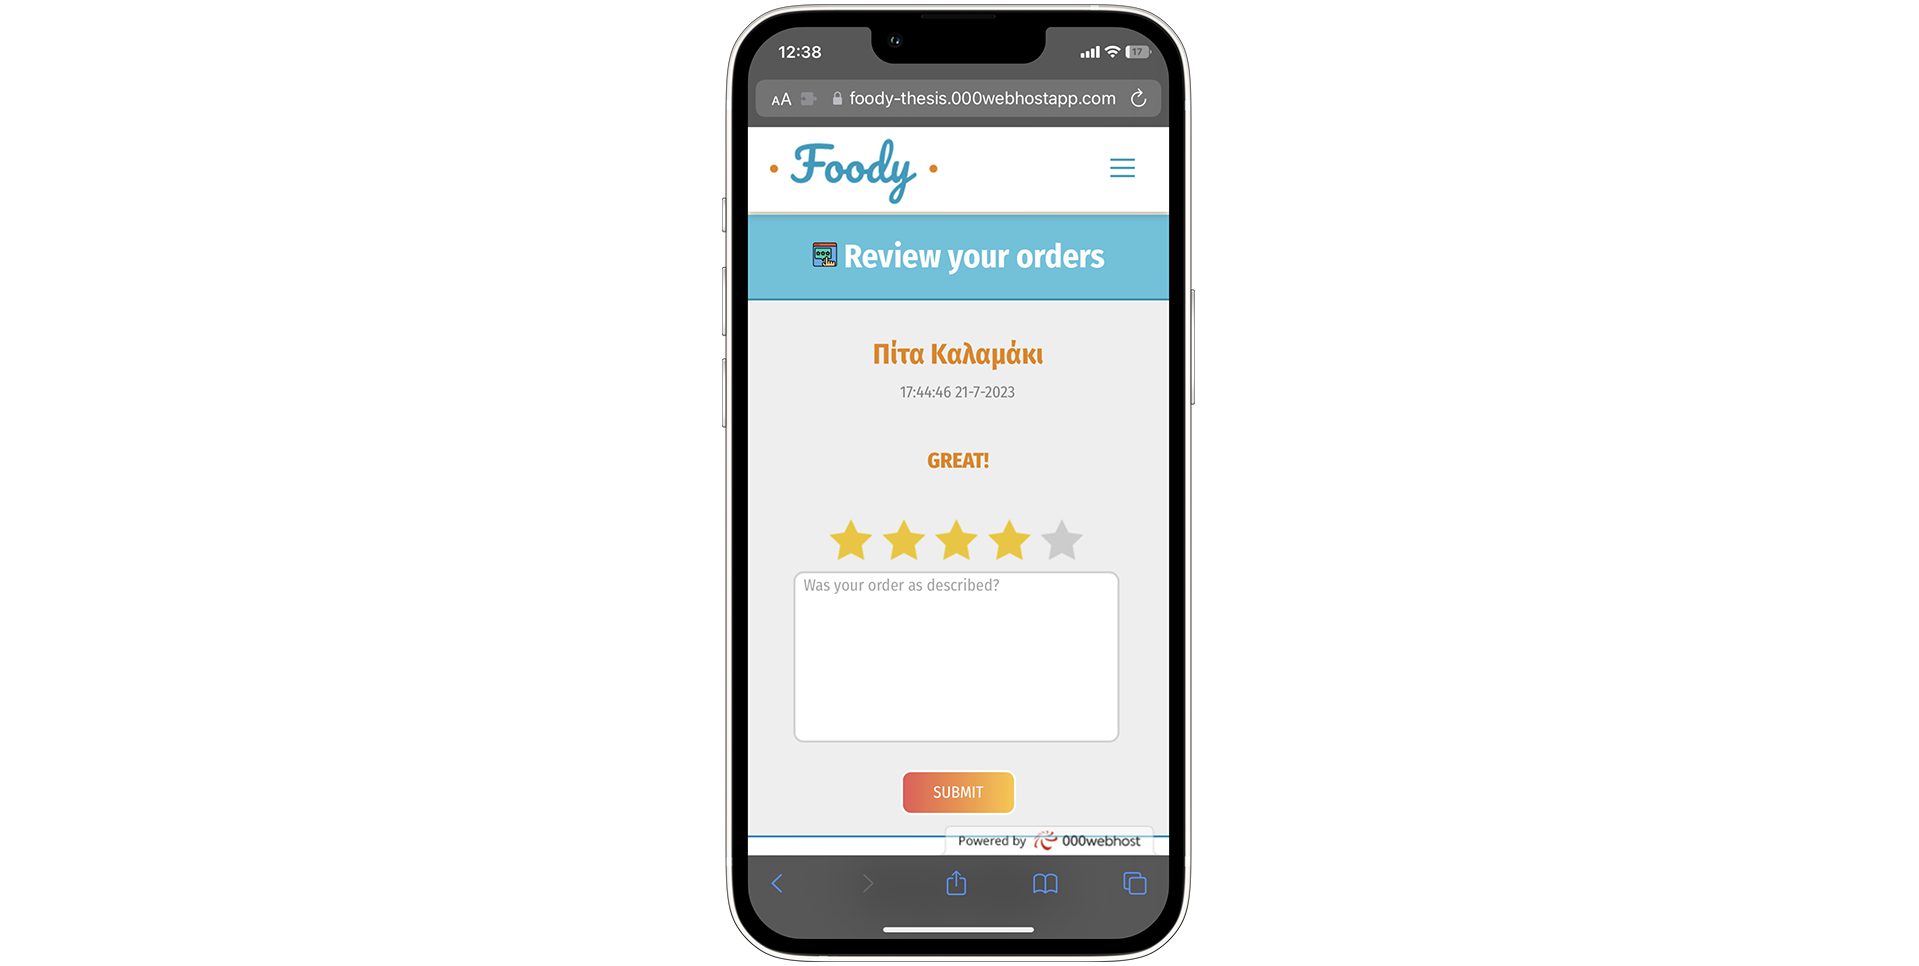 12:38
17
AA foody-thesis.000webhostapp.com
Foody
Review your orders
Πίτα Καλαμάκι
17:44:46 21-7-2023
GREAT!
Was your order as described?
SUBMIT
Powered by 000webhost